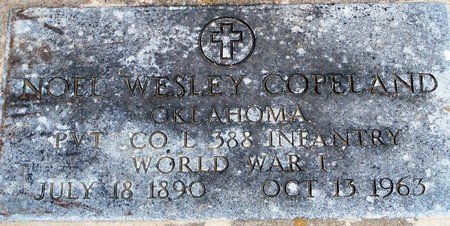 NOEL WESLEY COPELAND
OKLAHOMA
PVT CO L 388 INFANTRY
WORLD WAR I
JULY 18 1890 OCT 13 1963